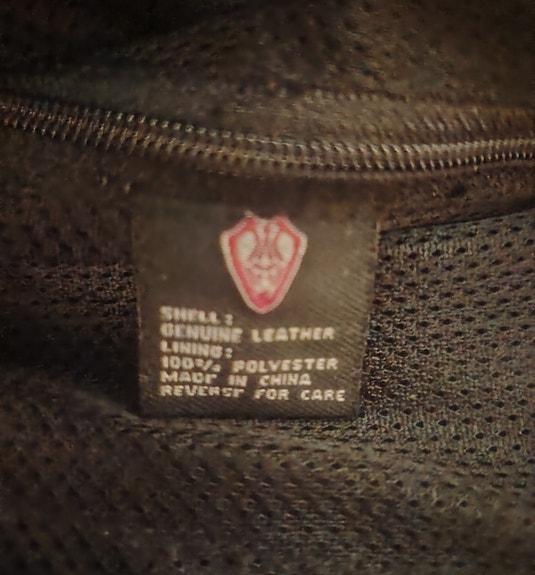 SHELL:
GENUINE LEATHER
LINING:
100% POLYESTER
MADE IN CHINA
REVERSE FOR CARE